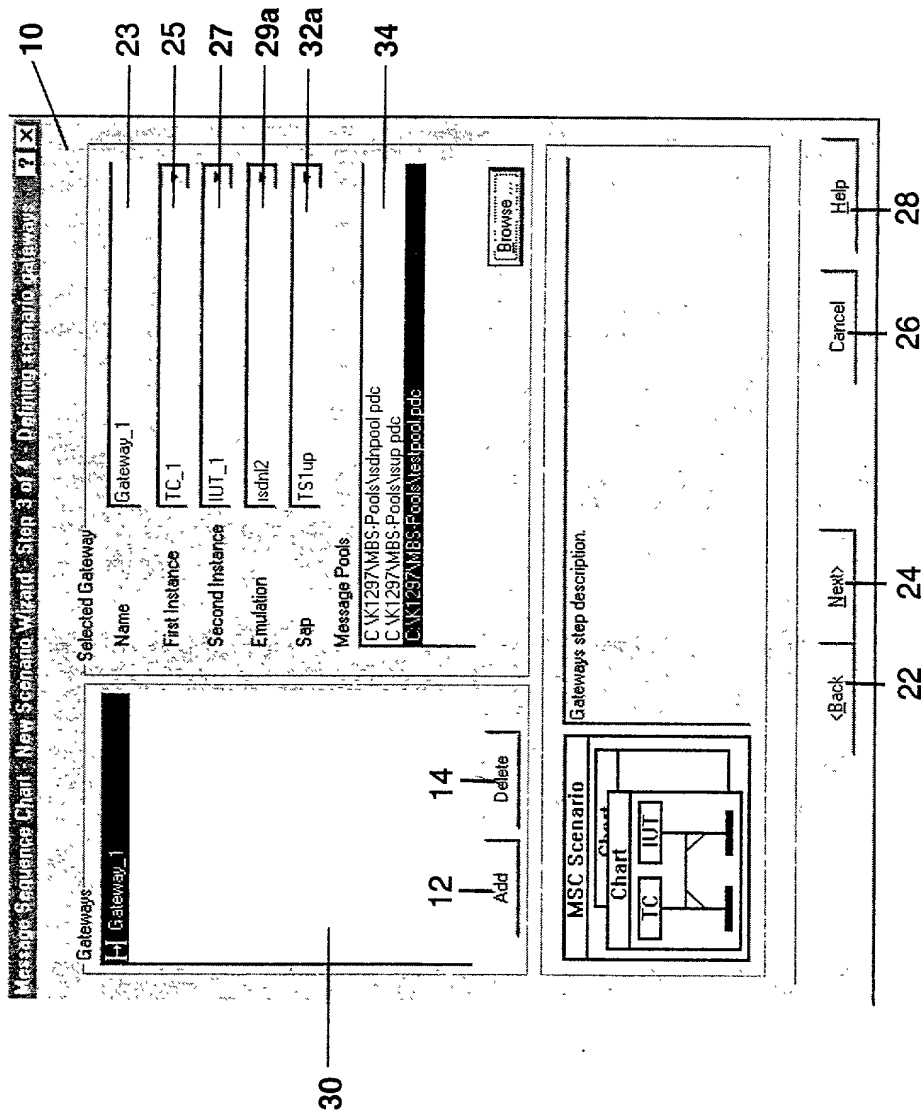 Message Sequence Chart : New Scenario Wizard - Step 3 of 4 - Defining scenario gateways
? ×
10
Gateways
[+] Gateway_1
30
12
Add
14
Delete
Selected Gateway
Name
Gateway_1
23
First Instance
TC_1
25
Second Instance
IUT_1
27
Emulation
isdnl2
29a
Sap
TS1up
32a
Message Pools
C:\K1297\MBS-Pools\isdnpool.pdc
C:\K1297\MBS-Pools\isup.pdc
C:\K1297\MBS-Pools\testpool.pdc
34
Browse ...
MSC Scenario
Chart
Chart
TC
IUT
Gateways step description.
<Back
Next>
Cancel
Help
22
24
26
28